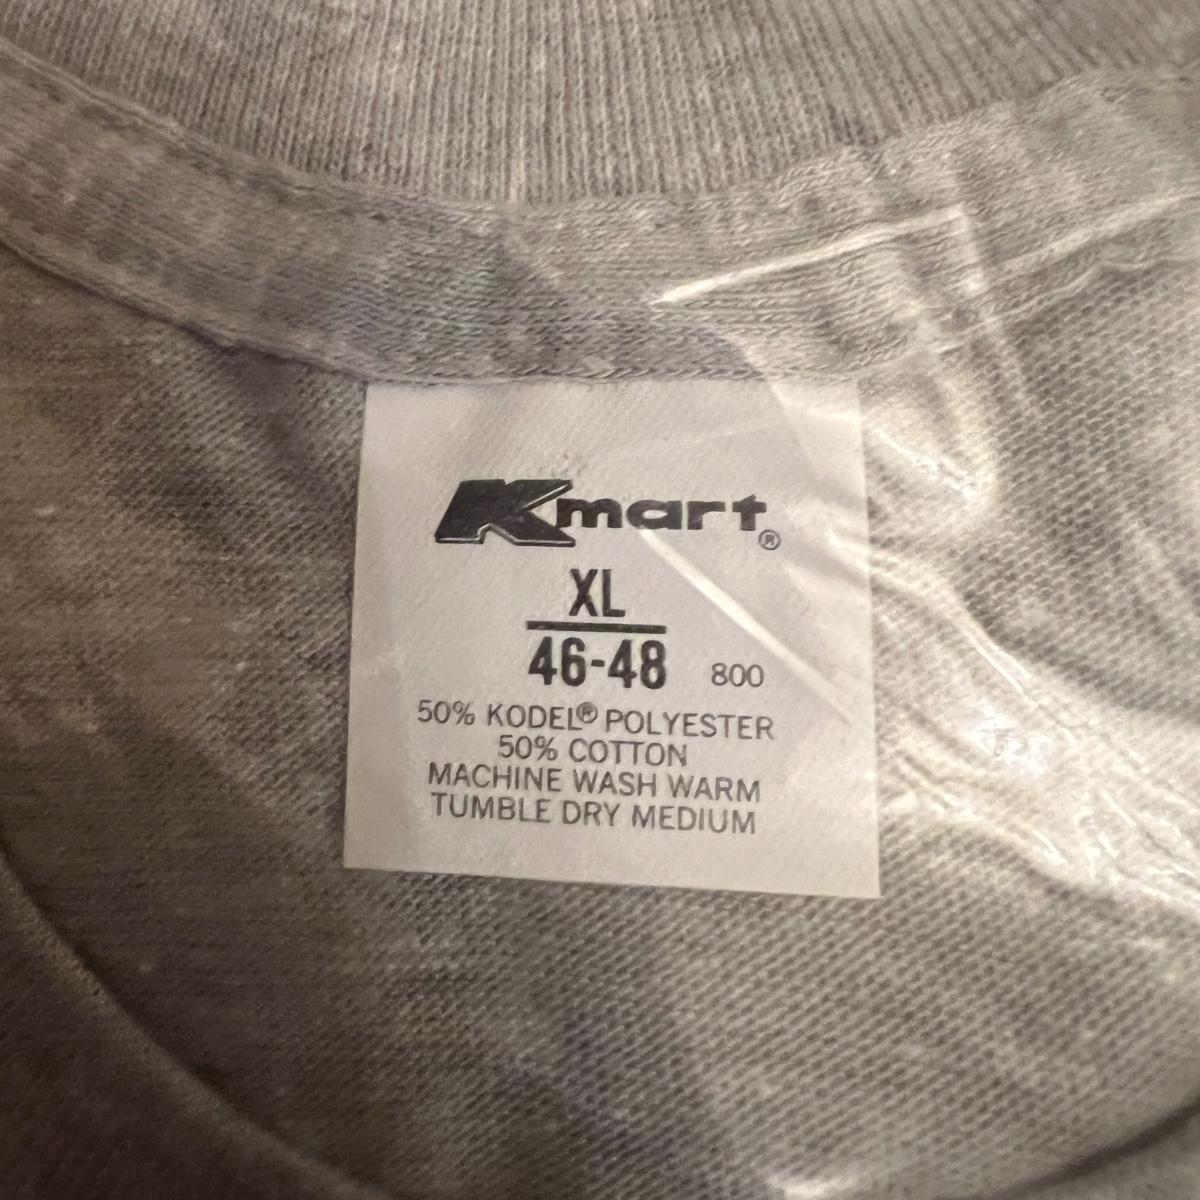 Kmart®
XL
46-48 800
50% KODEL® POLYESTER
50% COTTON
MACHINE WASH WARM
TUMBLE DRY MEDIUM